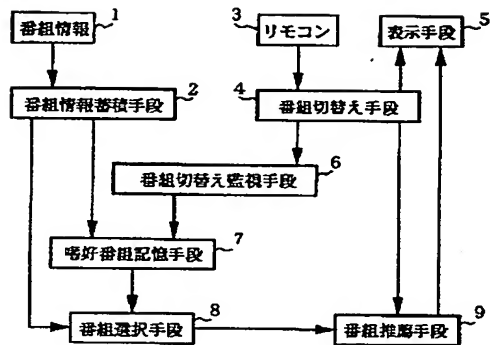 1
番組情報
3
リモコン
5
表示手段
2
番組情報蓄積手段
4
番組切替え手段
6
番組切替え監視手段
7
嗜好番組記憶手段
8
番組選択手段
9
番組推薦手段